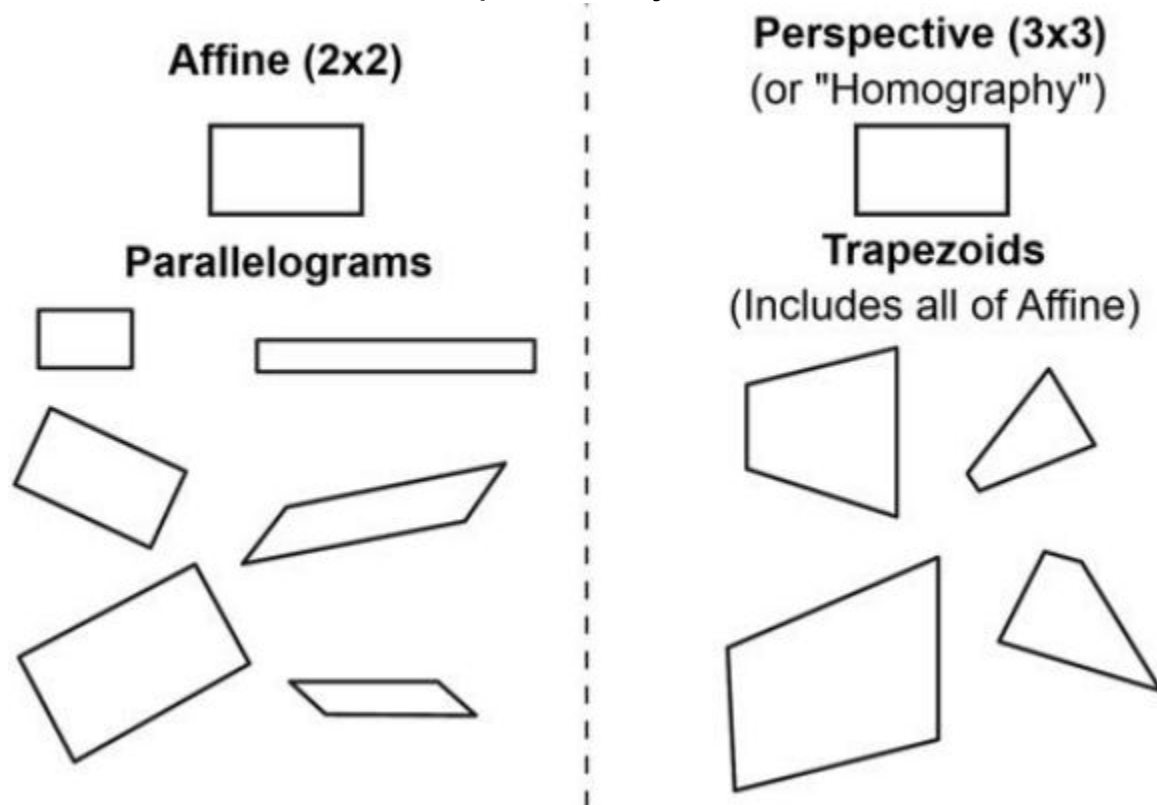 Affine (2x2)
Parallelograms
Perspective (3x3)
(or "Homography")
Trapezoids
(Includes all of Affine)